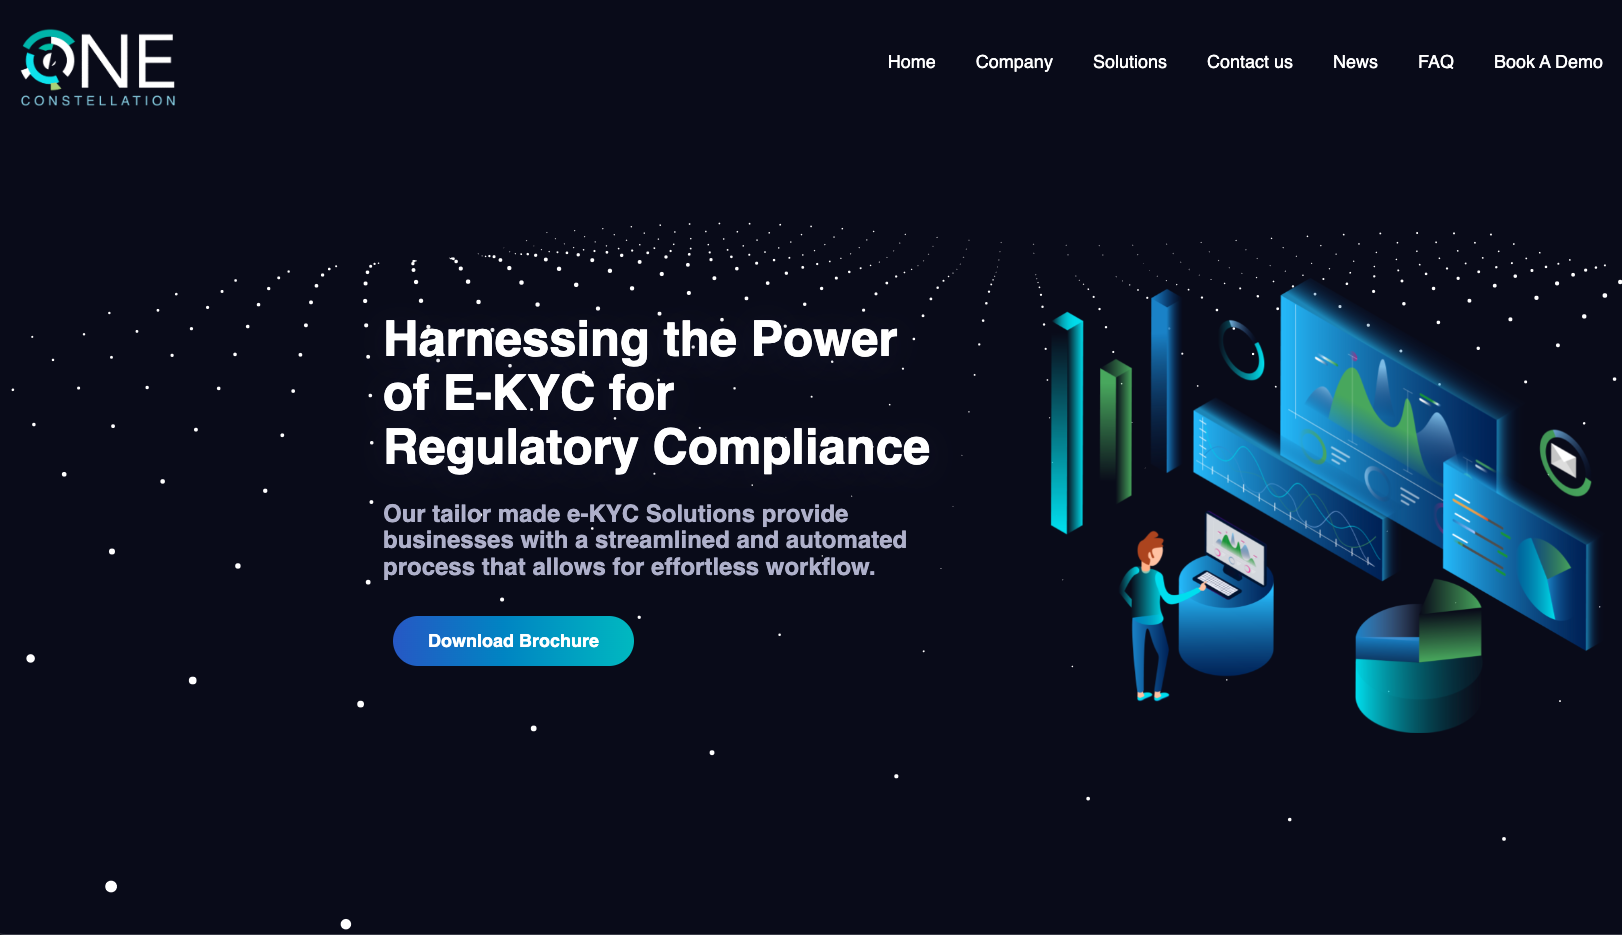 ONE
CONSTELLATION
Home Company Solutions Contact us News FAQ Book A Demo
Harnessing the Power
of E-KYC for
Regulatory Compliance
Our tailor made e-KYC Solutions provide
businesses with a streamlined and automated
process that allows for effortless workflow.
Download Brochure